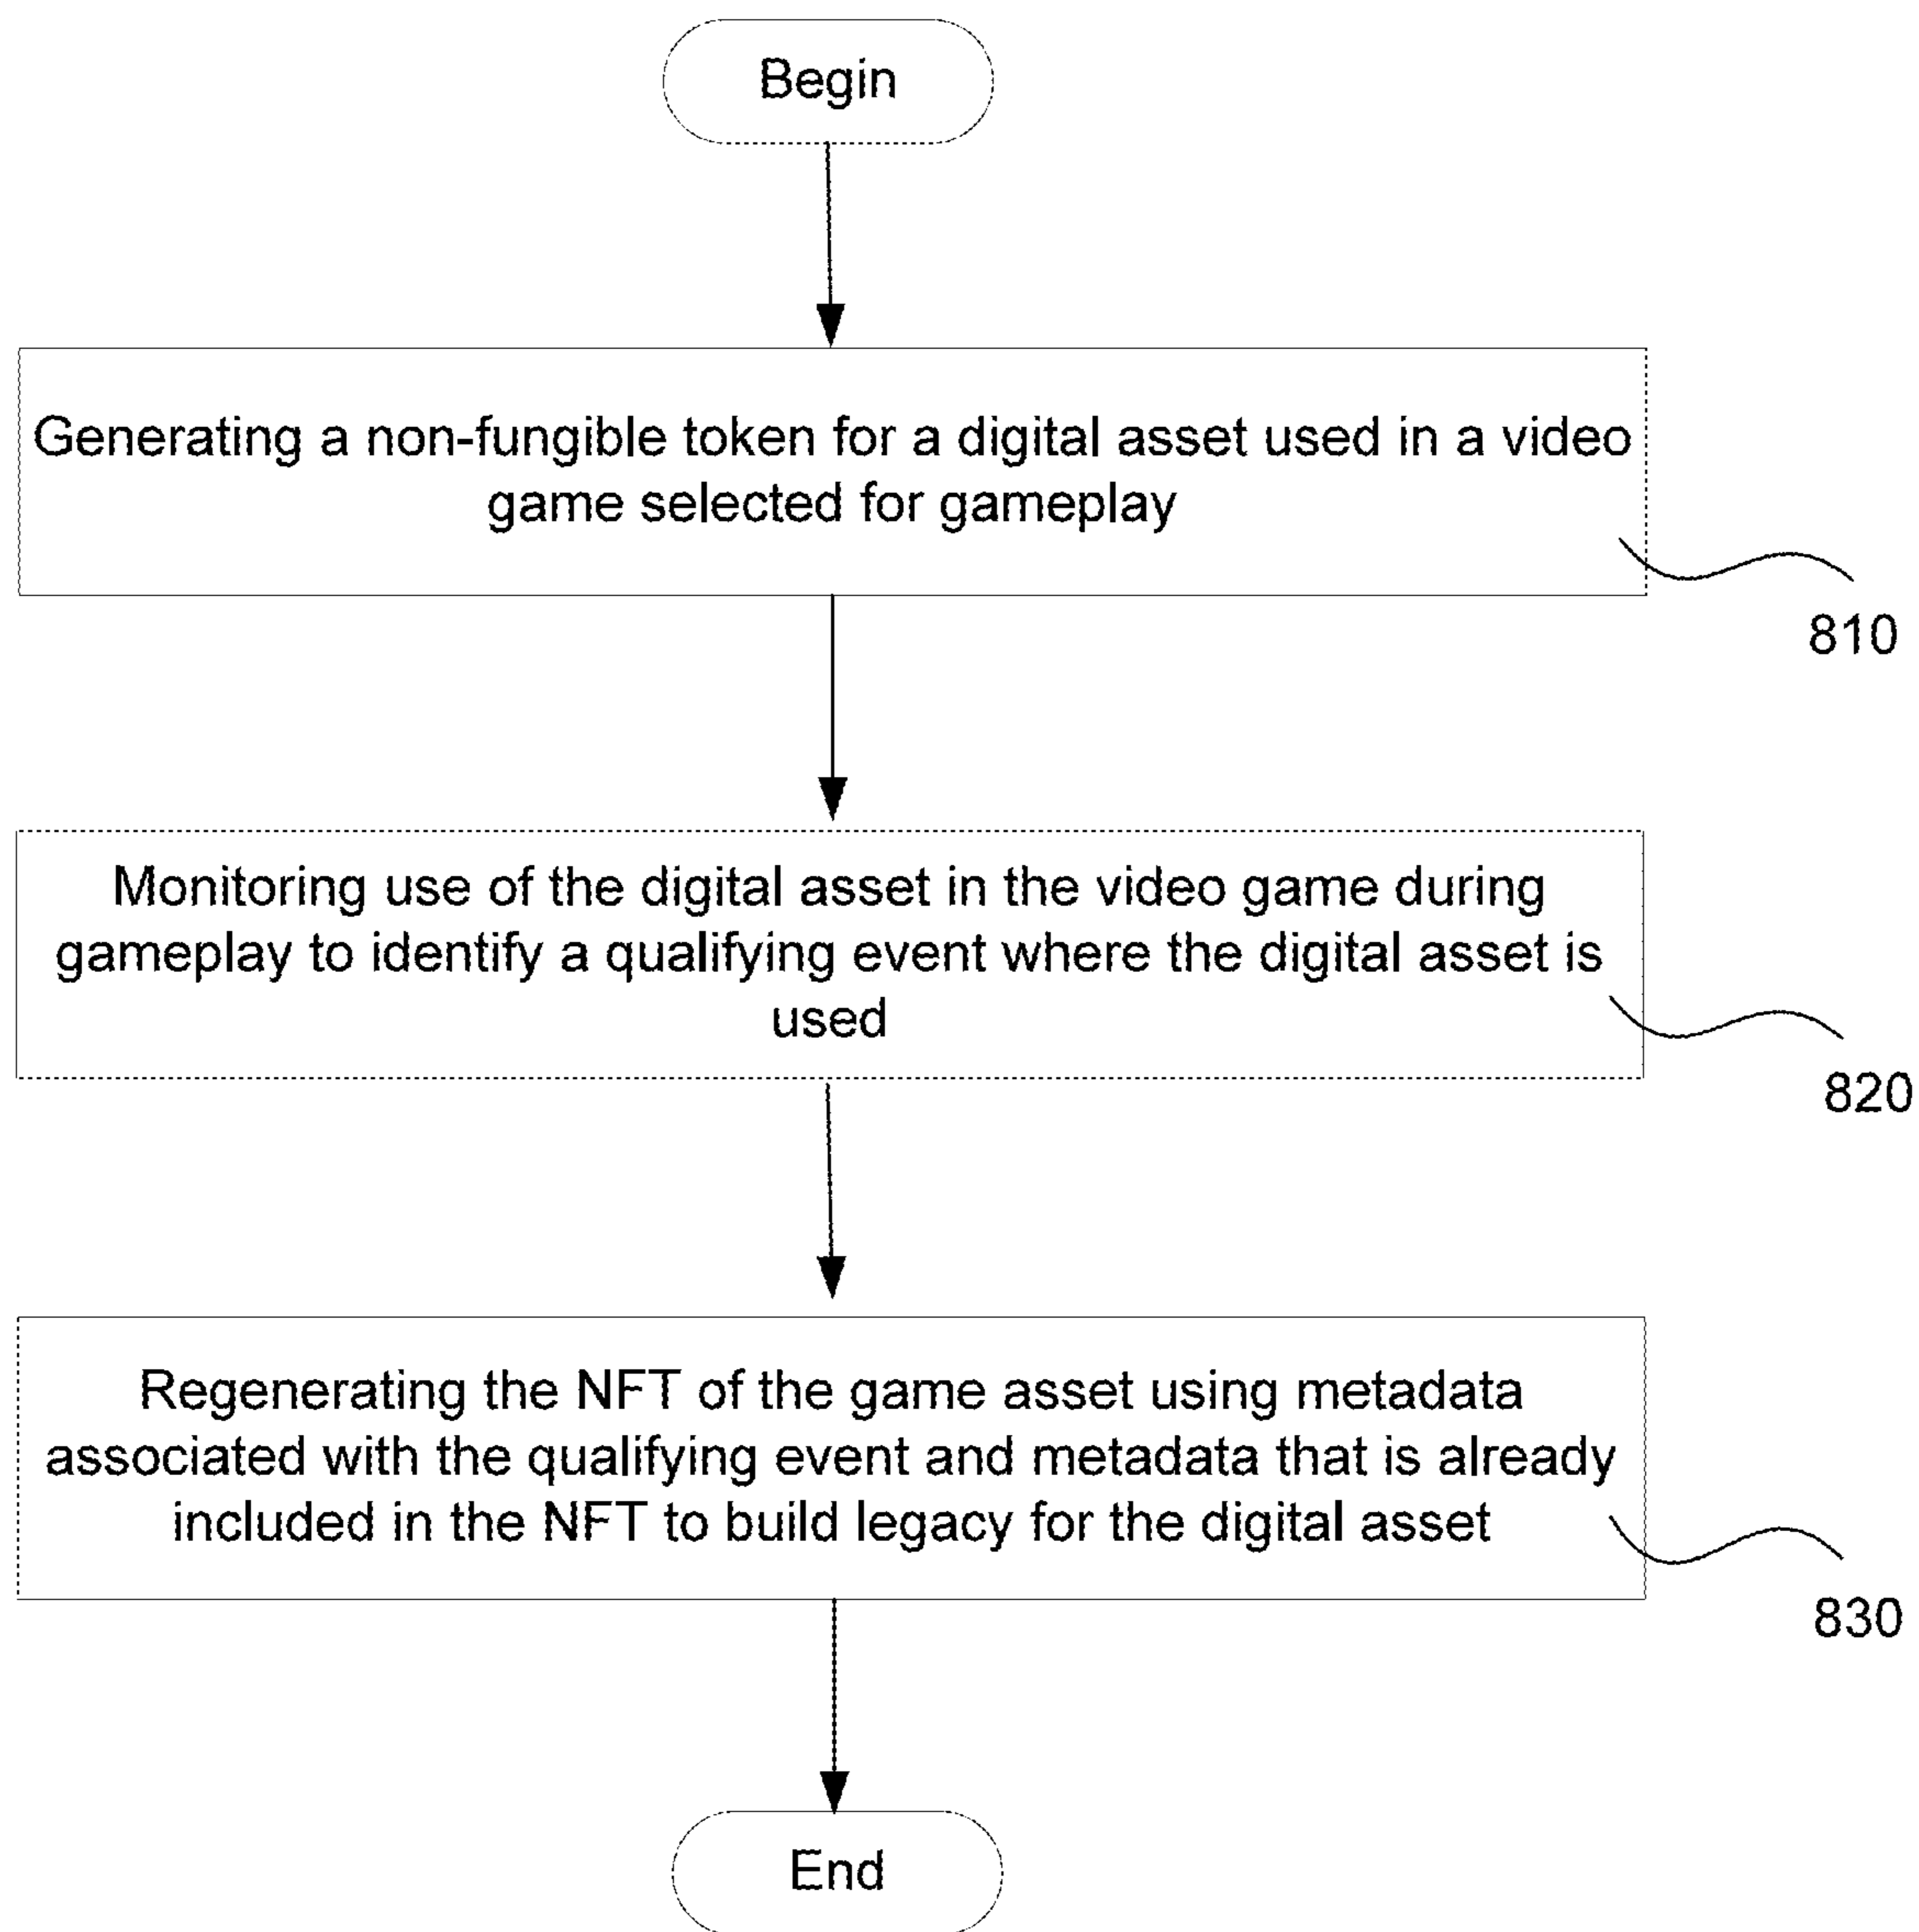 Begin
Generating a non-fungible token for a digital asset used in a video
game selected for gameplay
810
Monitoring use of the digital asset in the video game during
gameplay to identify a qualifying event where the digital asset is
used
820
Regenerating the NFT of the game asset using metadata
associated with the qualifying event and metadata that is already
included in the NFT to build legacy for the digital asset
830
End